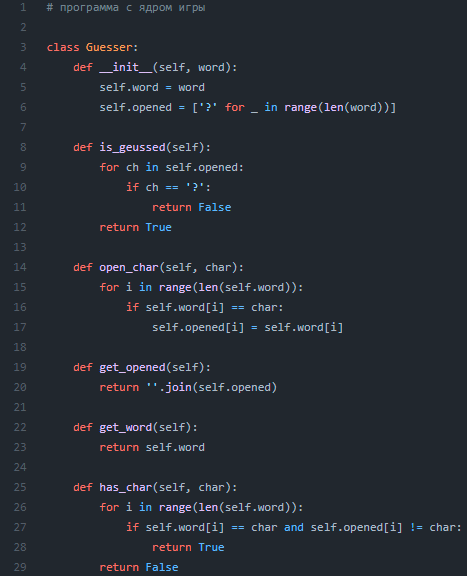 1 # программа с ядром игры
2
3 class Guesser:
4     def __init__(self, word):
5         self.word = word
6         self.opened = ['?' for _ in range(len(word))]
7
8     def is_geussed(self):
9         for ch in self.opened:
10             if ch == '?':
11                 return False
12         return True
13
14     def open_char(self, char):
15         for i in range(len(self.word)):
16             if self.word[i] == char:
17                 self.opened[i] = self.word[i]
18
19     def get_opened(self):
20         return ''.join(self.opened)
21
22     def get_word(self):
23         return self.word
24
25     def has_char(self, char):
26         for i in range(len(self.word)):
27             if self.word[i] == char and self.opened[i] != char:
28                 return True
29         return False